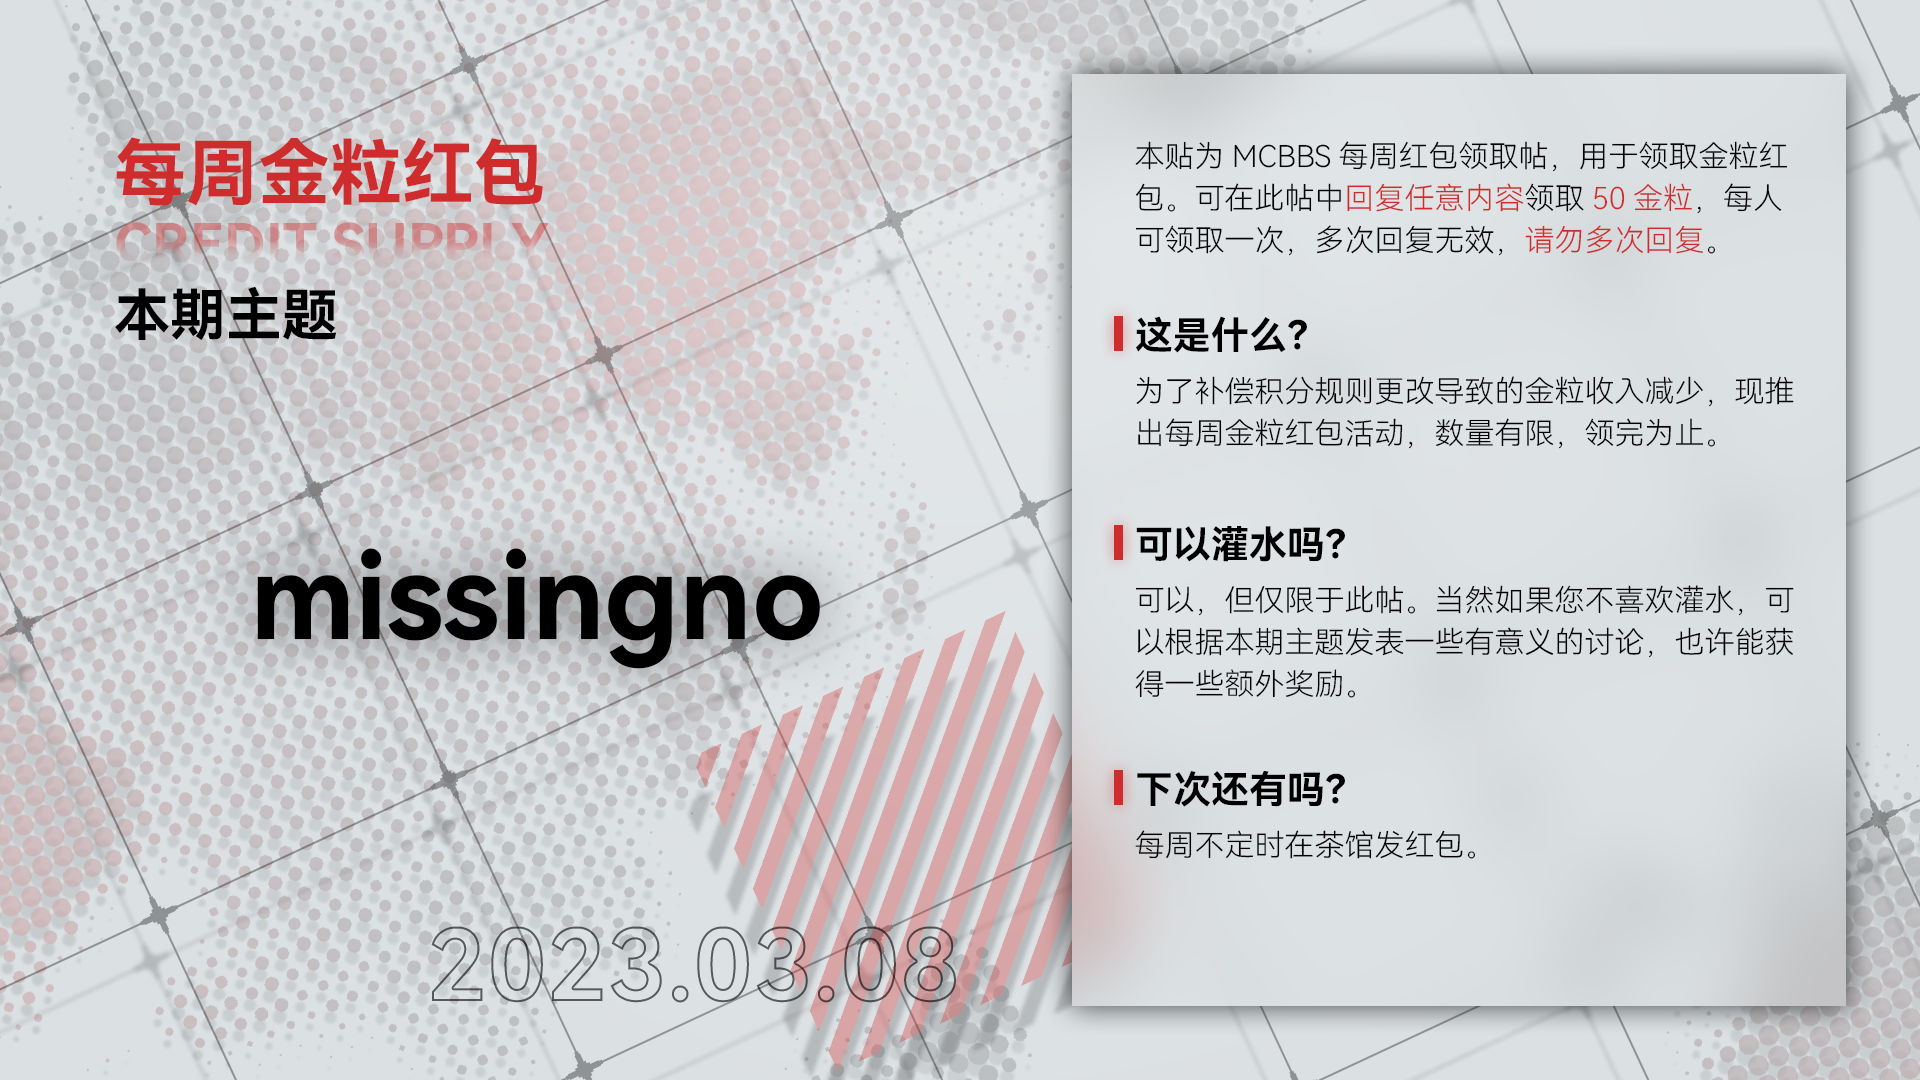 每周金粒红包
CREDIT SUPPLY
本期主题
missingno
2023.03.08
本贴为 MCBBS 每周红包领取帖，用于领取金粒红
包。可在此帖中回复任意内容领取 50 金粒，每人
可领取一次，多次回复无效，请勿多次回复。
这是什么？
为了补偿积分规则更改导致的金粒收入减少，现推
出每周金粒红包活动，数量有限，领完为止。
可以灌水吗？
可以，但仅限于此帖。当然如果您不喜欢灌水，可
以根据本期主题发表一些有意义的讨论，也许能获
得一些额外奖励。
下次还有吗？
每周不定时在茶馆发红包。